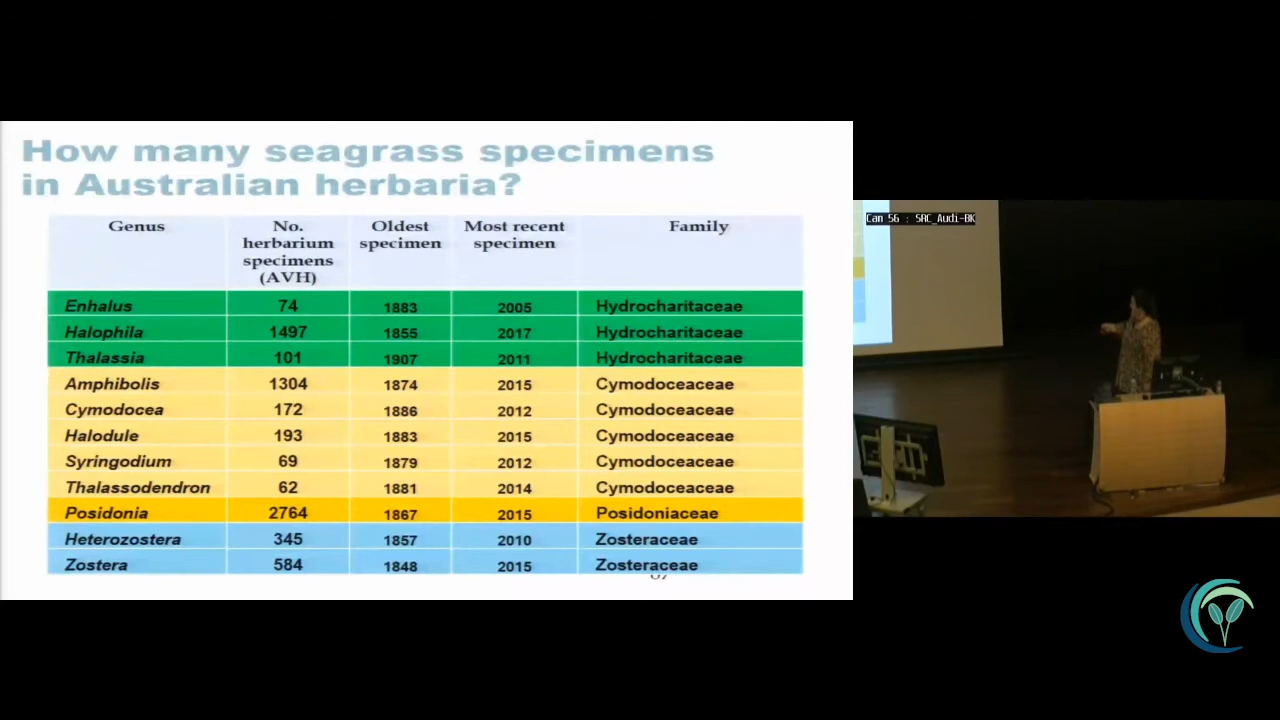 How many seagrass specimens
in Australian herbaria?
Genus No. herbarium specimens (AVH) Oldest specimen Most recent specimen Family
Enhalus 74 1883 2005 Hydrocharitaceae
Halophila 1497 1855 2017 Hydrocharitaceae
Thalassia 101 1907 2011 Hydrocharitaceae
Amphibolis 1304 1874 2015 Cymodoceaceae
Cymodocea 172 1886 2012 Cymodoceaceae
Halodule 193 1883 2015 Cymodoceaceae
Syringodium 69 1879 2012 Cymodoceaceae
Thalassodendron 62 1881 2014 Cymodoceaceae
Posidonia 2764 1867 2015 Posidoniaceae
Heterozostera 345 1857 2010 Zosteraceae
Zostera 584 1848 2015 Zosteraceae
Cam 56 : SRC_Audi-BK